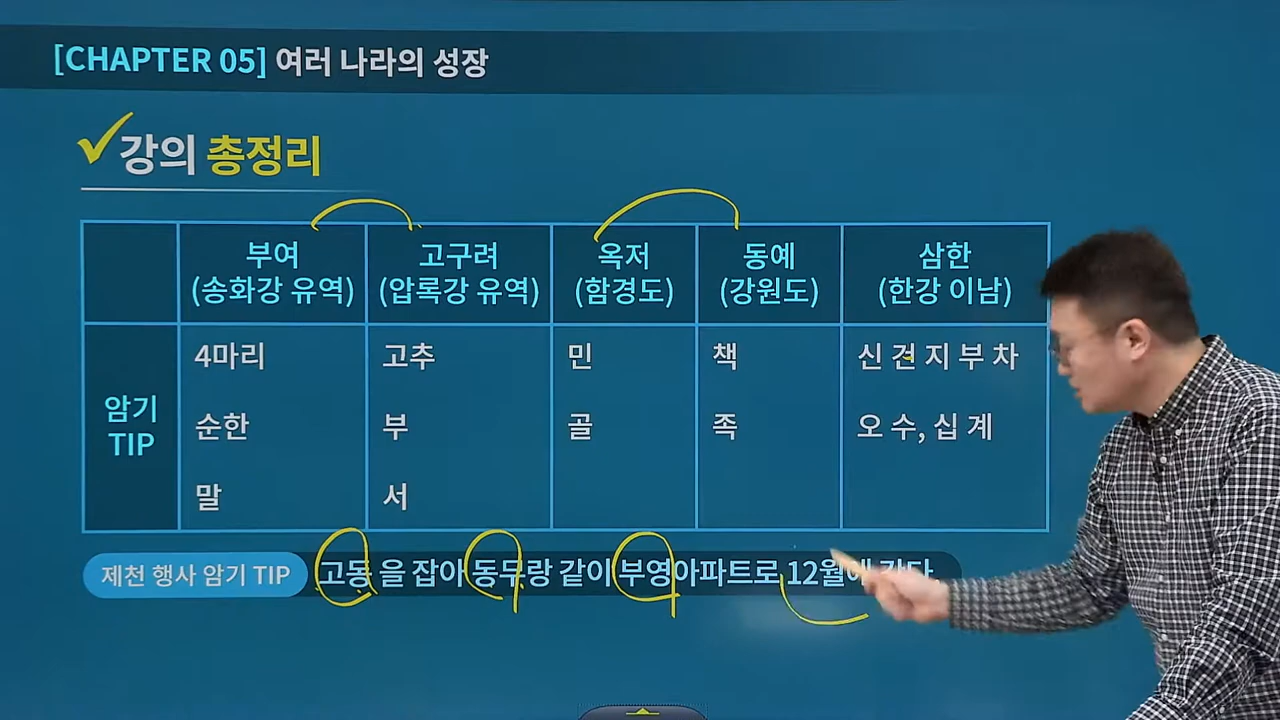 [CHAPTER 05] 여러 나라의 성장
강의 총정리
부여
(송화강 유역)
고구려
(압록강 유역)
옥저
(함경도)
동예
(강원도)
삼한
(한강 이남)
암기
TIP
4마리
순한
말
고추
부
서
민
골
책
족
신 건 지 부 차
오 수, 십 계
제천 행사 암기 TIP
고동 을 잡아 동무랑 같이 부영아파트로 12월에 간다